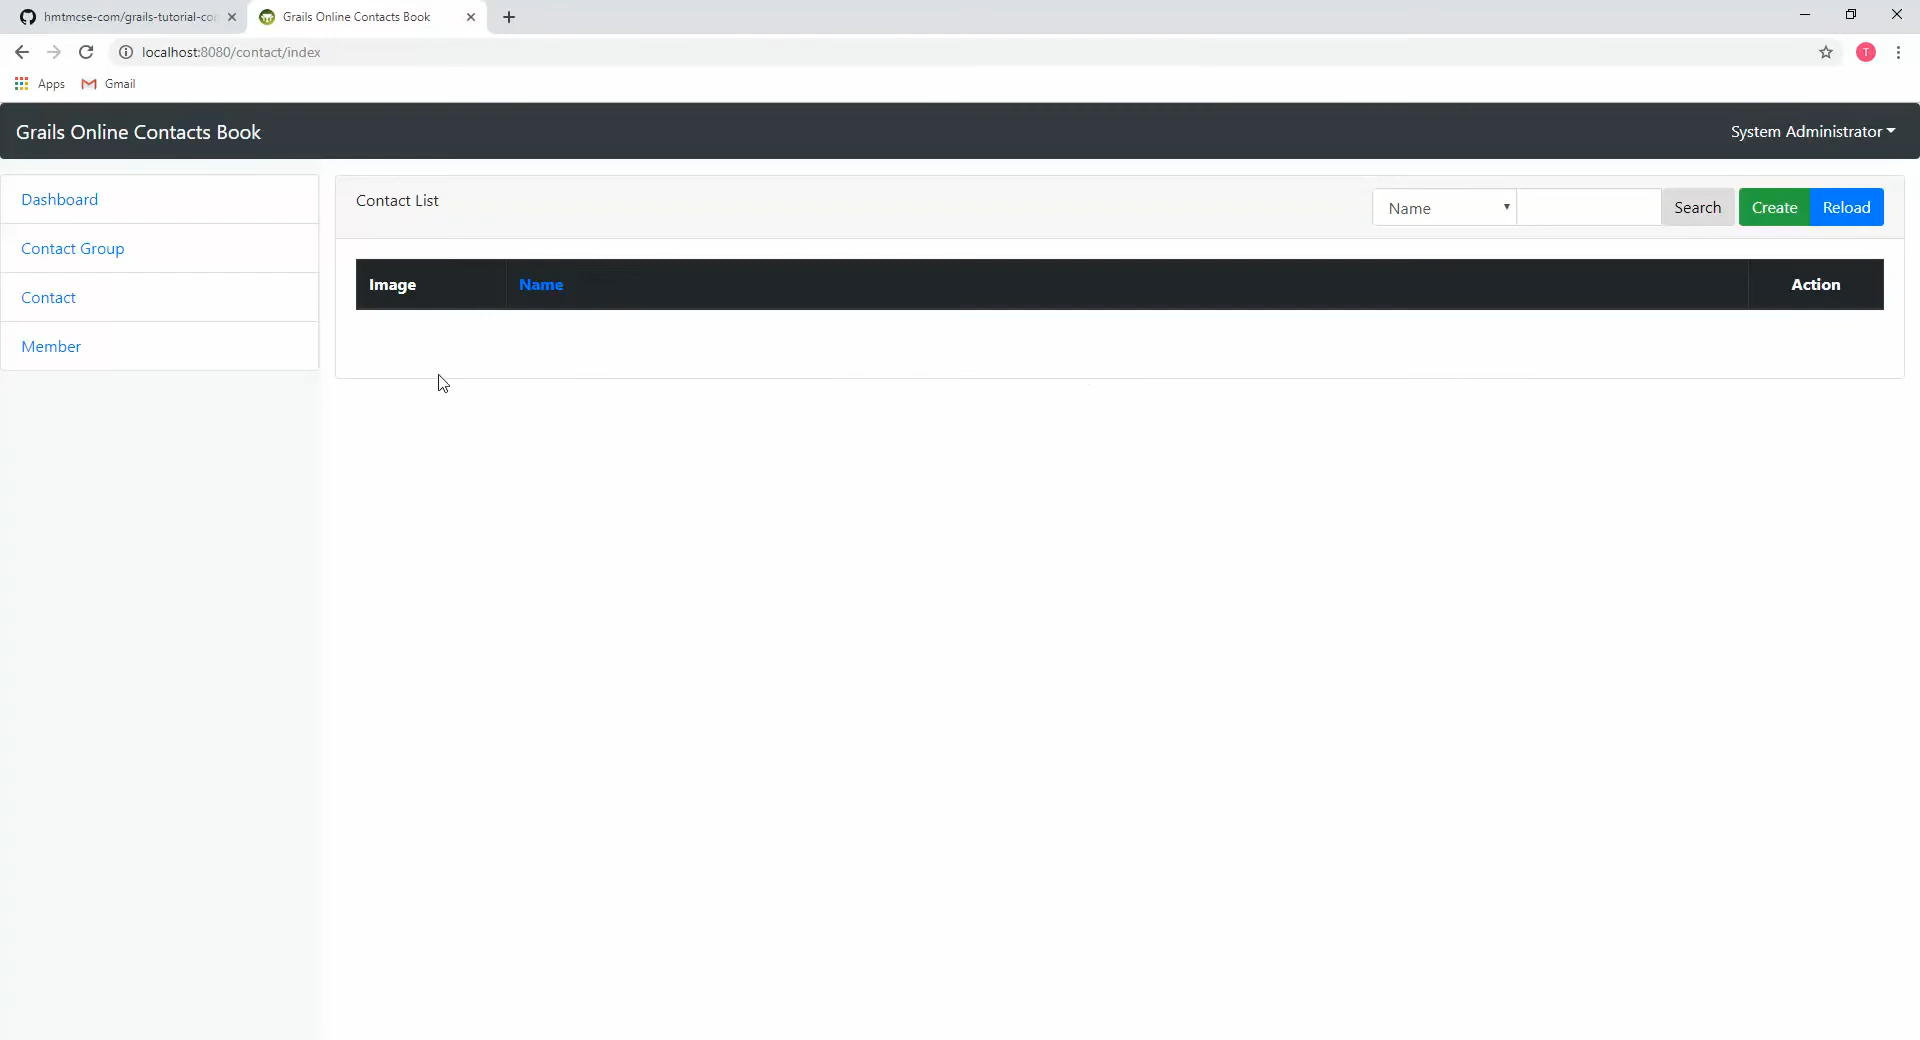 hmtmcse-com/grails-tutorial-co
Grails Online Contacts Book
localhost:8080/contact/index
T
Apps
Gmail
Grails Online Contacts Book
System Administrator
Dashboard
Contact Group
Contact
Member
Contact List
Name
Search
Create
Reload
Image
Name
Action